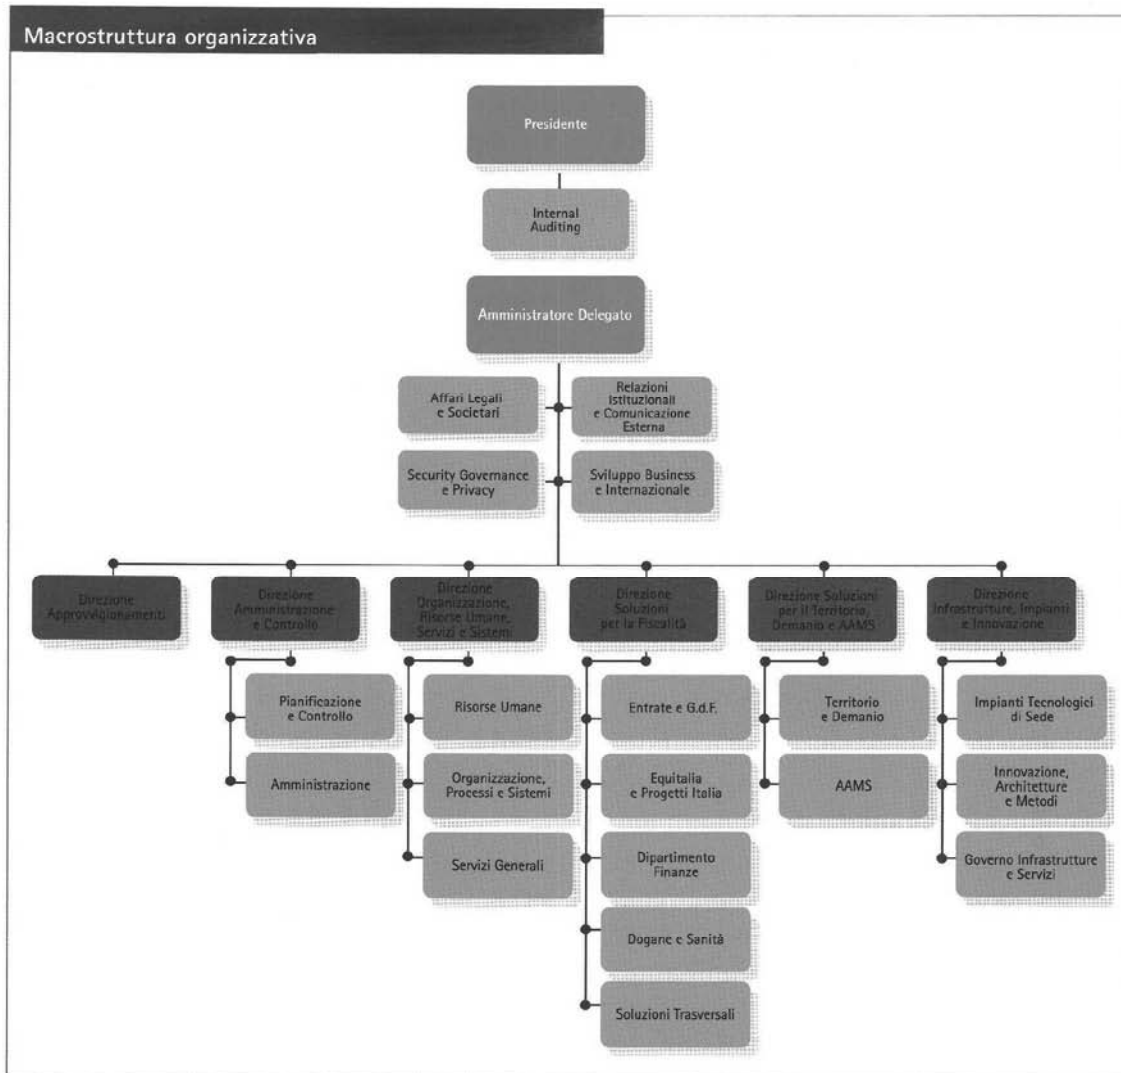 Macrostruttura organizzativa
Presidente
Internal
Auditing
Amministratore Delegato
Affari Legali
e Societari
Relazioni
Istituzionali
e Comunicazione
Esterna
Security Governance
e Privacy
Sviluppo Business
e Internazionale
Direzione
Approvvigionamenti
Direzione
Amministrazione
e Controllo
Direzione
Organizzazione,
Risorse Umane,
Servizi e Sistemi
Direzione
Soluzioni
per la Fiscalità
Direzione Soluzioni
per il Territorio,
Demanio e AAMS
Direzione
Infrastrutture, Impianti
e Innovazione
Pianificazione
e Controllo
Amministrazione
Risorse Umane
Organizzazione,
Processi e Sistemi
Servizi Generali
Entrate e G.d.F.
Equitalia
e Progetti Italia
Dipartimento
Finanze
Dogane e Sanità
Soluzioni Trasversali
Territorio
e Demanio
AAMS
Impianti Tecnologici
di Sede
Innovazione,
Architetture
e Metodi
Governo Infrastrutture
e Servizi